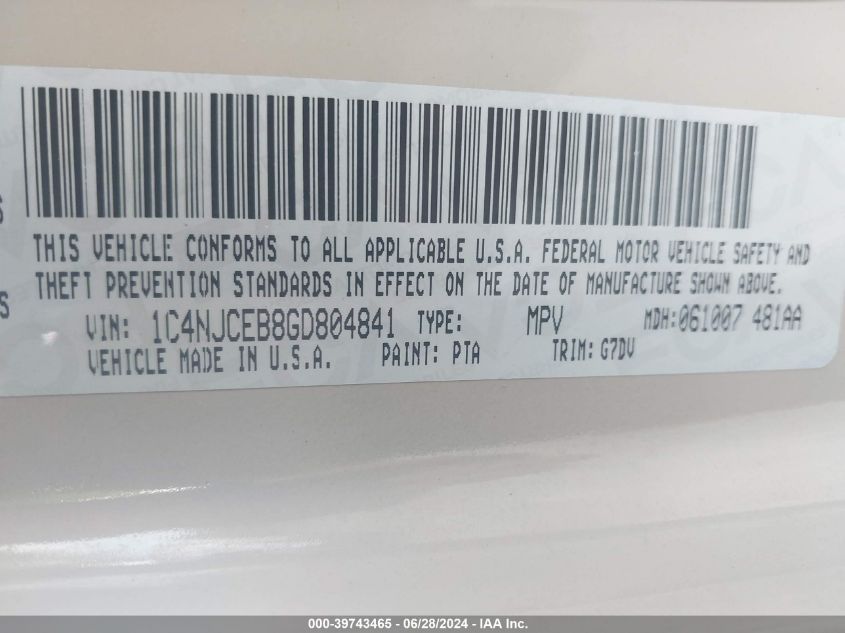 S
THIS VEHICLE CONFORMS TO ALL APPLICABLE U.S.A. FEDERAL MOTOR VEHICLE SAFETY AND
THEFT PREVENTION STANDARDS IN EFFECT ON THE DATE OF MANUFACTURE SHOWN ABOVE.
S
VIN: 1C4NJCEB8GD804841 TYPE: MPV MDH:061007 481AA
VEHICLE MADE IN U.S.A. PAINT: PTA TRIM: G7DV
000-39743465 - 06/28/2024 - IAA Inc.